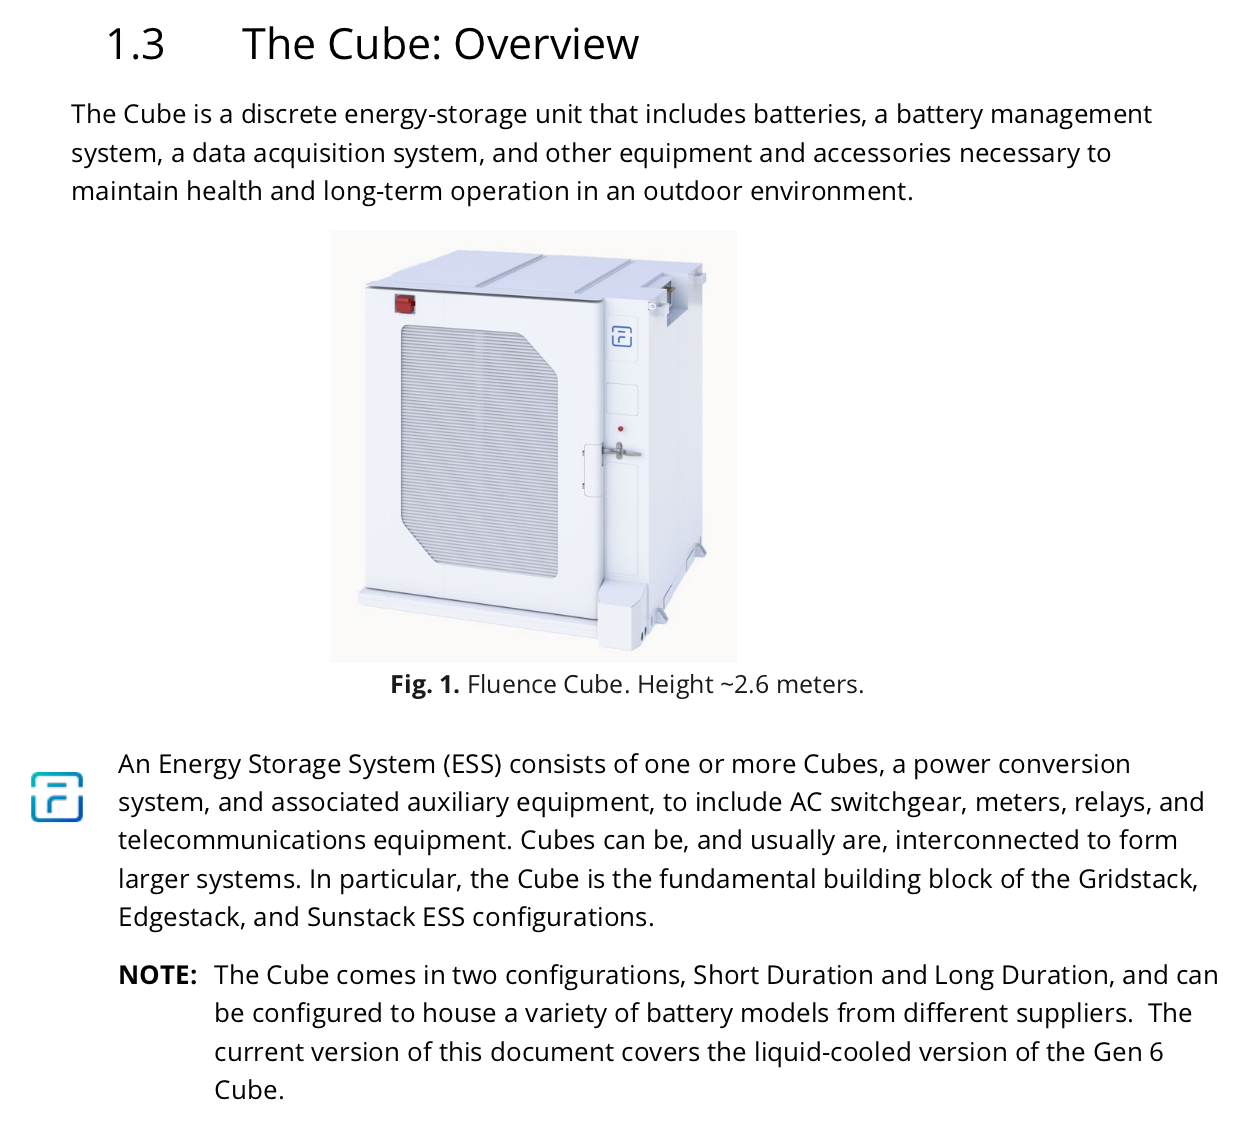 1.3 The Cube: Overview
The Cube is a discrete energy-storage unit that includes batteries, a battery management
system, a data acquisition system, and other equipment and accessories necessary to
maintain health and long-term operation in an outdoor environment.
Fig. 1. Fluence Cube. Height ~2.6 meters.
An Energy Storage System (ESS) consists of one or more Cubes, a power conversion
system, and associated auxiliary equipment, to include AC switchgear, meters, relays, and
telecommunications equipment. Cubes can be, and usually are, interconnected to form
larger systems. In particular, the Cube is the fundamental building block of the Gridstack,
Edgestack, and Sunstack ESS configurations.
NOTE: The Cube comes in two configurations, Short Duration and Long Duration, and can
be configured to house a variety of battery models from different suppliers.  The
current version of this document covers the liquid-cooled version of the Gen 6
Cube.